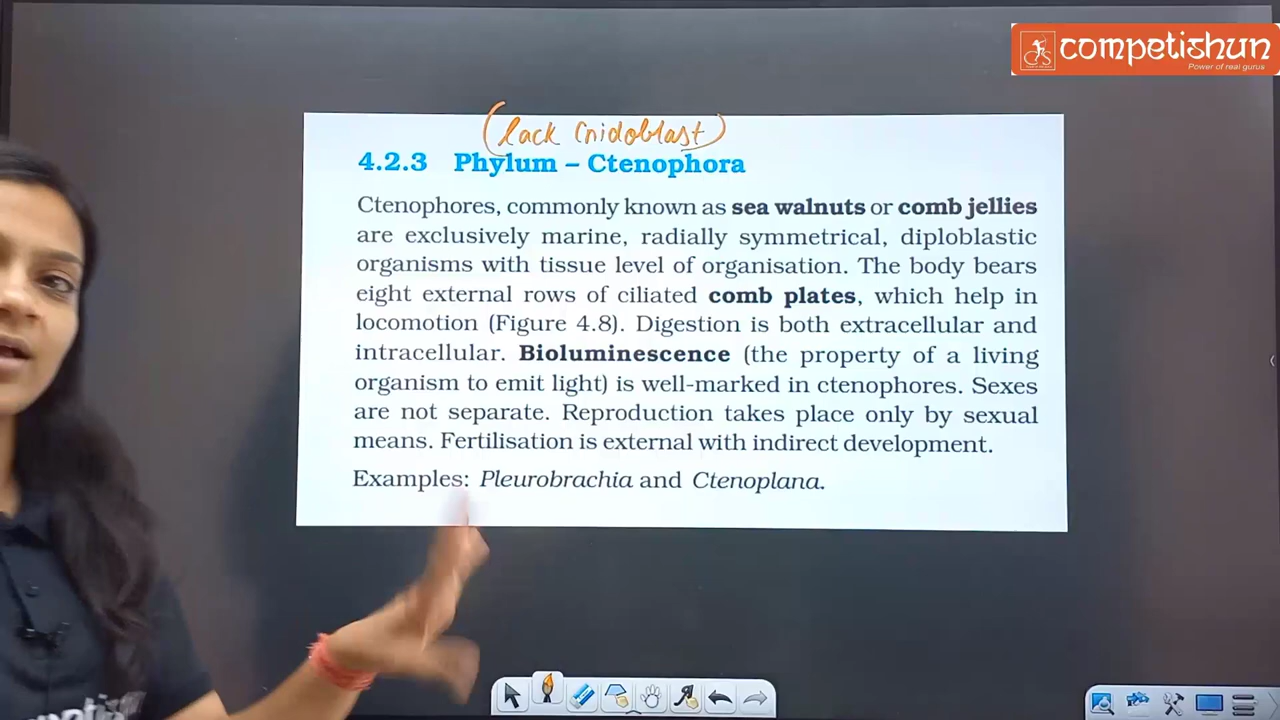 competishun
Power of real gurus
(lack Cnidoblast)
4.2.3 Phylum – Ctenophora
Ctenophores, commonly known as sea walnuts or comb jellies
are exclusively marine, radially symmetrical, diploblastic
organisms with tissue level of organisation. The body bears
eight external rows of ciliated comb plates, which help in
locomotion (Figure 4.8). Digestion is both extracellular and
intracellular. Bioluminescence (the property of a living
organism to emit light) is well-marked in ctenophores. Sexes
are not separate. Reproduction takes place only by sexual
means. Fertilisation is external with indirect development.
Examples: Pleurobrachia and Ctenoplana.